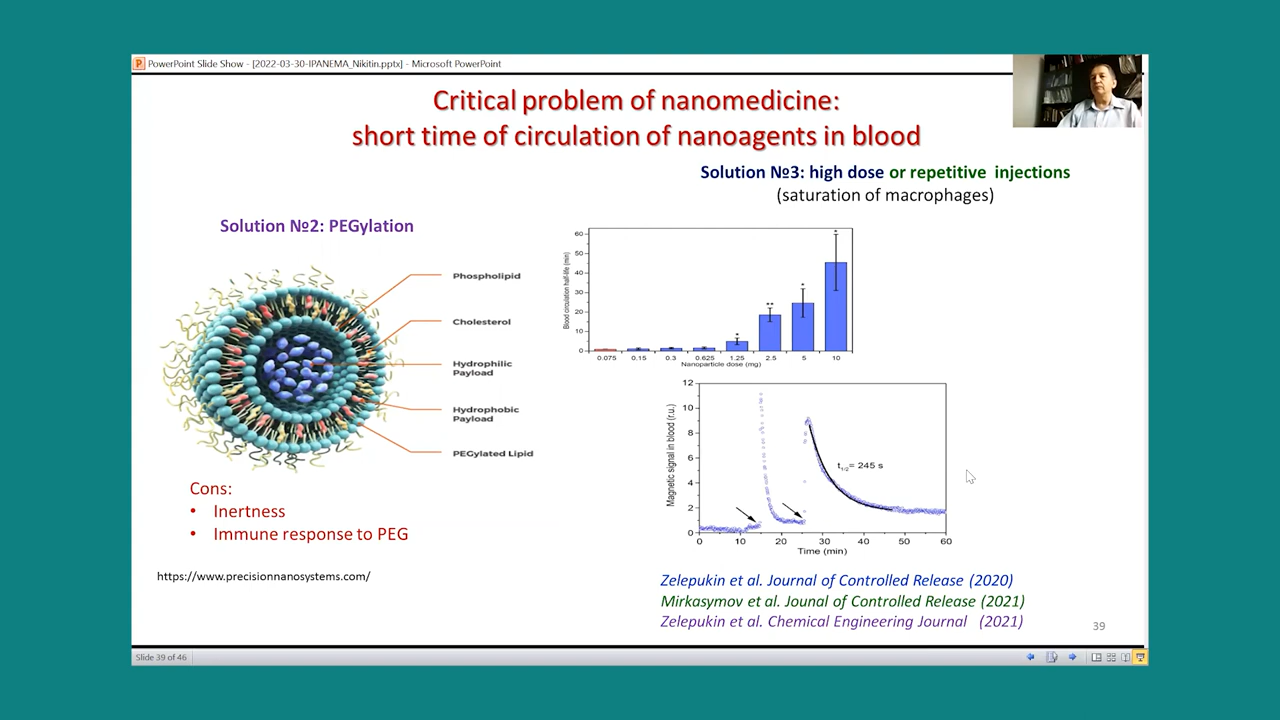 PowerPoint Slide Show - [2022-03-30-IPANEMA_Nikitin.pptx] - Microsoft PowerPoint
Critical problem of nanomedicine:
short time of circulation of nanoagents in blood
Solution №3: high dose or repetitive injections
(saturation of macrophages)
Solution №2: PEGylation
Phospholipid
Cholesterol
Hydrophilic
Payload
Hydrophobic
Payload
PEGylated Lipid
Cons:
• Inertness
• Immune response to PEG
https://www.precisionnanosystems.com/
Blood circulation half-life (min)
60
50
40
30
20
10
0
* ** * *
0.075 0.15 0.3 0.625 1.25 2.5 5 10
Nanoparticle dose (mg)
Magnetic signal in blood (r.u.)
12
10
8
6
4
2
0
t1/2= 245 s
0 10 20 30 40 50 60
Time (min)
Zelepukin et al. Journal of Controlled Release (2020)
Mirkasymov et al. Jounal of Controlled Release (2021)
Zelepukin et al. Chemical Engineering Journal (2021)
39
Slide 39 of 46